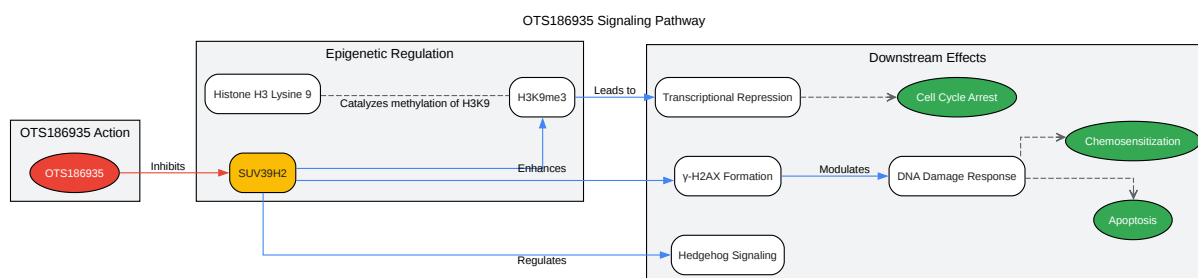 OTS186935 Signaling Pathway
Epigenetic Regulation
Downstream Effects
Histone H3 Lysine 9
Catalyzes methylation of H3K9
H3K9me3
Leads to
Transcriptional Repression
Cell Cycle Arrest
OTS186935 Action
OTS186935
Inhibits
SUV39H2
Enhances
γ-H2AX Formation
Modulates
DNA Damage Response
Chemosensitization
Apoptosis
Regulates
Hedgehog Signaling